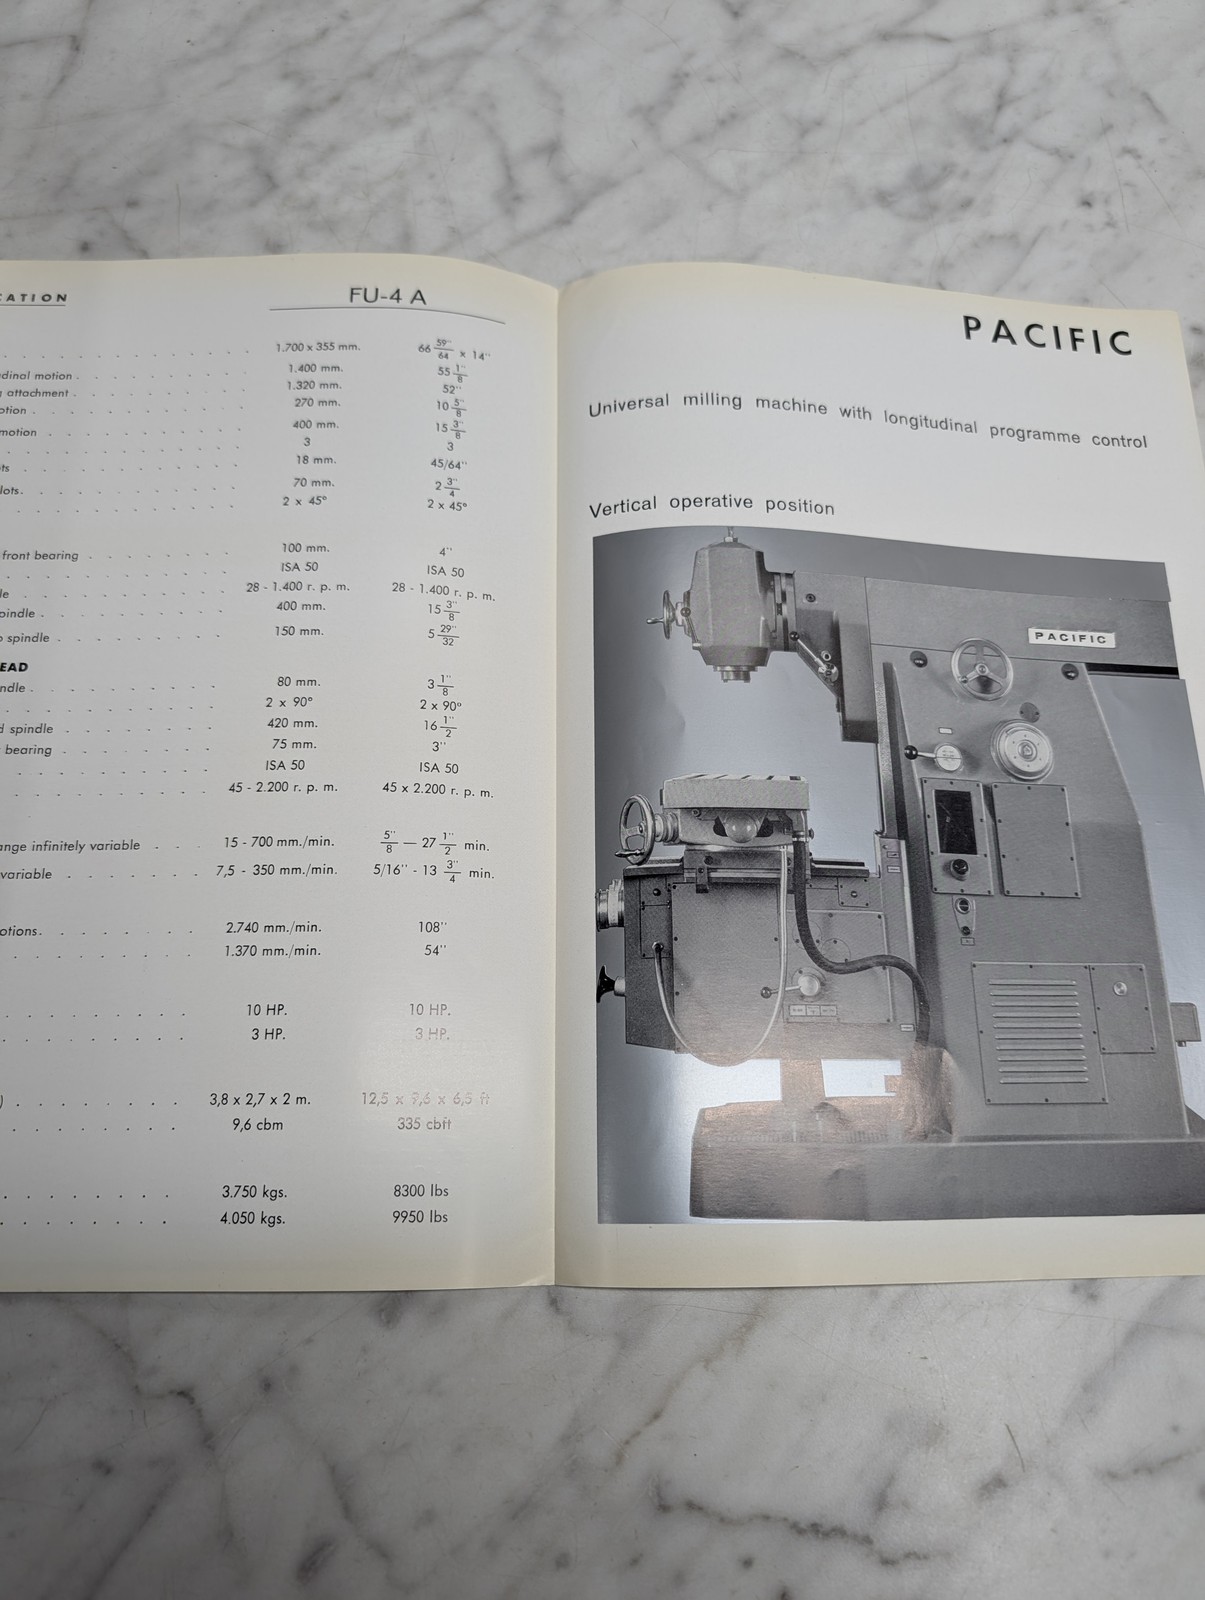 CATION
FU-4 A
1.700 x 355 mm. 66 59"/64 x 14"
dinal motion 1.400 mm. 55 1"/8
attachment 1.320 mm. 52"
otion 270 mm. 10 5"/8
motion 400 mm. 15 3"/8
3 3
ts 18 mm. 45/64"
lots. 70 mm. 2 3"/4
2 x 45° 2 x 45°
front bearing 100 mm. 4"
ISA 50 ISA 50
le 28 - 1.400 r. p. m. 28 - 1.400 r. p. m.
pindle 400 mm. 15 3"/8
o spindle 150 mm. 5 29"/32
EAD
ndle 80 mm. 3 1"/8
2 x 90° 2 x 90°
d spindle 420 mm. 16 1"/2
bearing 75 mm. 3"
ISA 50 ISA 50
45 - 2.200 r. p. m. 45 x 2.200 r. p. m.
ange infinitely variable 15 - 700 mm./min. 5"/8 — 27 1"/2 min.
variable 7,5 - 350 mm./min. 5/16" - 13 3"/4 min.
otions. 2.740 mm./min. 108"
1.370 mm./min. 54"
10 HP. 10 HP.
3 HP. 3 HP.
) 3,8 x 2,7 x 2 m. 12,5 x 9,6 x 6,5 ft
9,6 cbm 335 cbft
3.750 kgs. 8300 lbs
4.050 kgs. 9950 lbs
PACIFIC
Universal milling machine with longitudinal programme control
Vertical operative position
PACIFIC